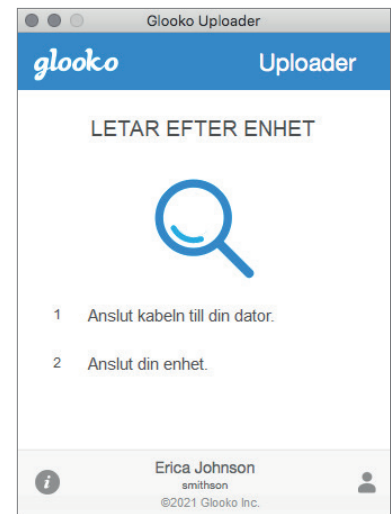 Glooko Uploader
glooko Uploader
LETAR EFTER ENHET
1 Anslut kabeln till din dator.
2 Anslut din enhet.
i
Erica Johnson
smithson
©2021 Glooko Inc.